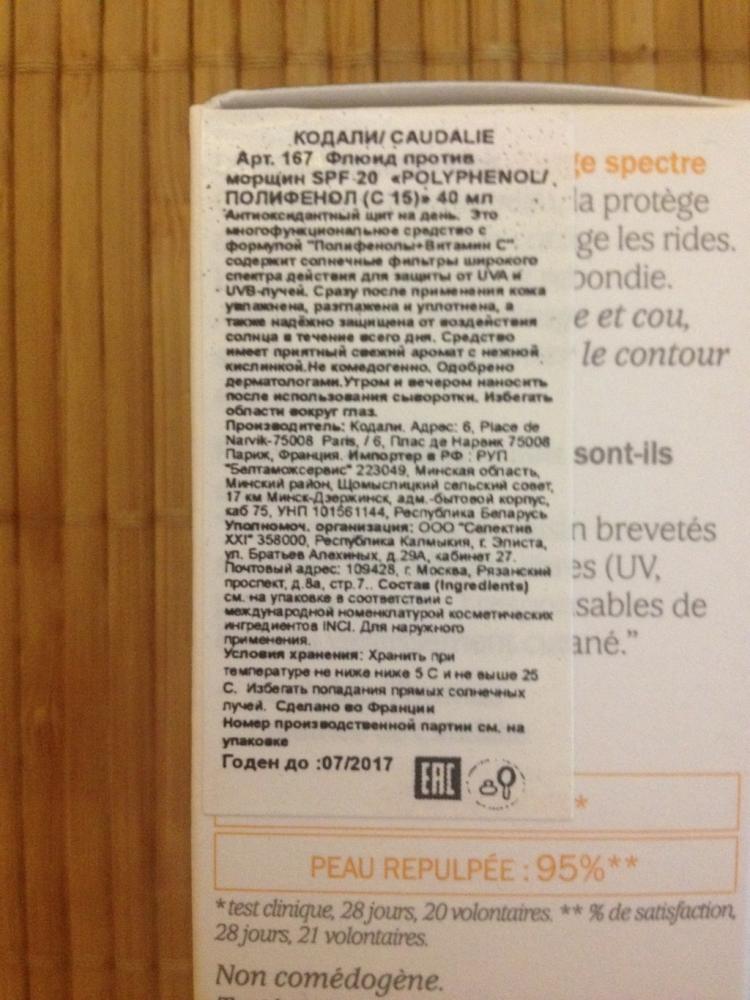 КОДАЛИ/ CAUDALIE
Арт. 167 Флюид против
морщин SPF 20 «POLYPHENOL/
ПОЛИФЕНОЛ (С 15)» 40 мл
Антиоксидантный щит на день. Это
многофункциональное средство с
формулой "Полифенолы+Витамин С".
содержит солнечные фильтры широкого
спектра действия для защиты от UVA и
UVB-лучей. Сразу после применения кожа
увлажнена, разглажена и уплотнена, а
также надёжно защищена от воздействия
солнца в течение всего дня. Средство
имеет приятный свежий аромат с нежной
кислинкой.Не комедогенно. Одобрено
дерматологами.Утром и вечером наносить
после использования сыворотки. Избегать
области вокруг глаз.
Производитель: Кодали. Адрес: 6, Place de
Narvik-75008 Paris, / 6, Плас де Нарвик 75008
Париж, Франция. Импортер в РФ : РУП
"Белтаможсервис" 223049, Минская область,
Минский район, Щомыслицкий сельский совет,
17 км Минск-Дзержинск, адм.-бытовой корпус,
каб 75, УНП 101561144, Республика Беларусь
Уполномоч. организация: ООО "Селектив
XXI" 358000, Республика Калмыкия, г. Элиста,
ул. Братьев Алехиных, д.29А, кабинет 27.
Почтовый адрес: 109428, г. Москва, Рязанский
проспект, д.8а, стр.7.. Состав (Ingredients)
см. на упаковке в соответствии с
международной номенклатурой косметических
ингредиентов INCI. Для наружного
применения.
Условия хранения: Хранить при
температуре не ниже ниже 5 С и не выше 25
С. Избегать попадания прямых солнечных
лучей. Сделано во Франции
Номер производственной партии см. на
упаковке
Годен до :07/2017
EAC
ge spectre
la protège
ge les rides.
pondie.
e et cou,
le contour
sont-ils
n brevetés
es (UV,
sables de
ané."
*
PEAU REPULPÉE : 95%**
*test clinique, 28 jours, 20 volontaires. ** % de satisfaction,
28 jours, 21 volontaires.
Non comédogène.